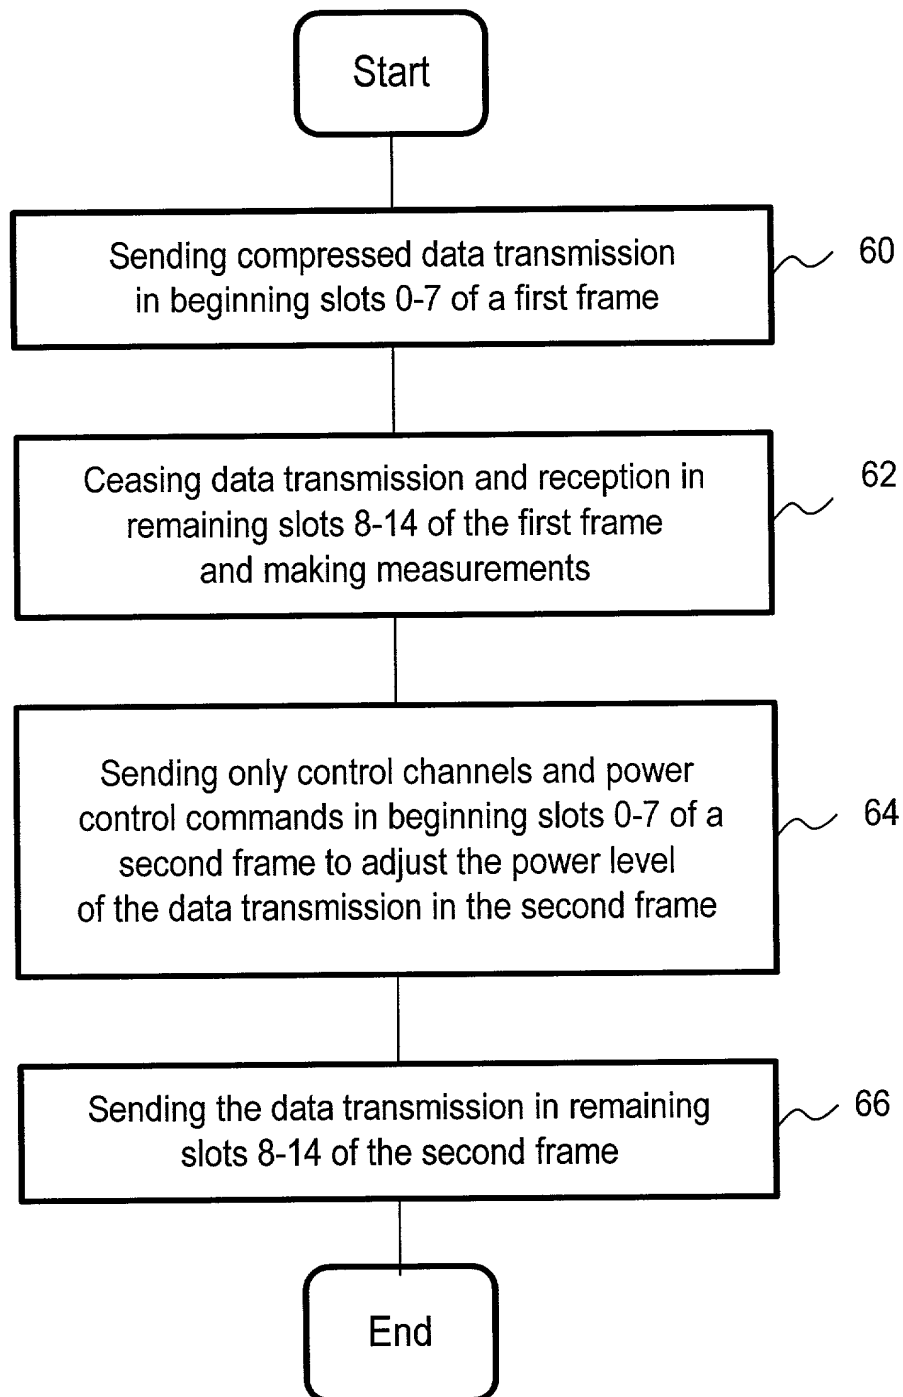 Start
Sending compressed data transmission
in beginning slots 0-7 of a first frame
60
Ceasing data transmission and reception in
remaining slots 8-14 of the first frame
and making measurements
62
Sending only control channels and power
control commands in beginning slots 0-7 of a
second frame to adjust the power level
of the data transmission in the second frame
64
Sending the data transmission in remaining
slots 8-14 of the second frame
66
End